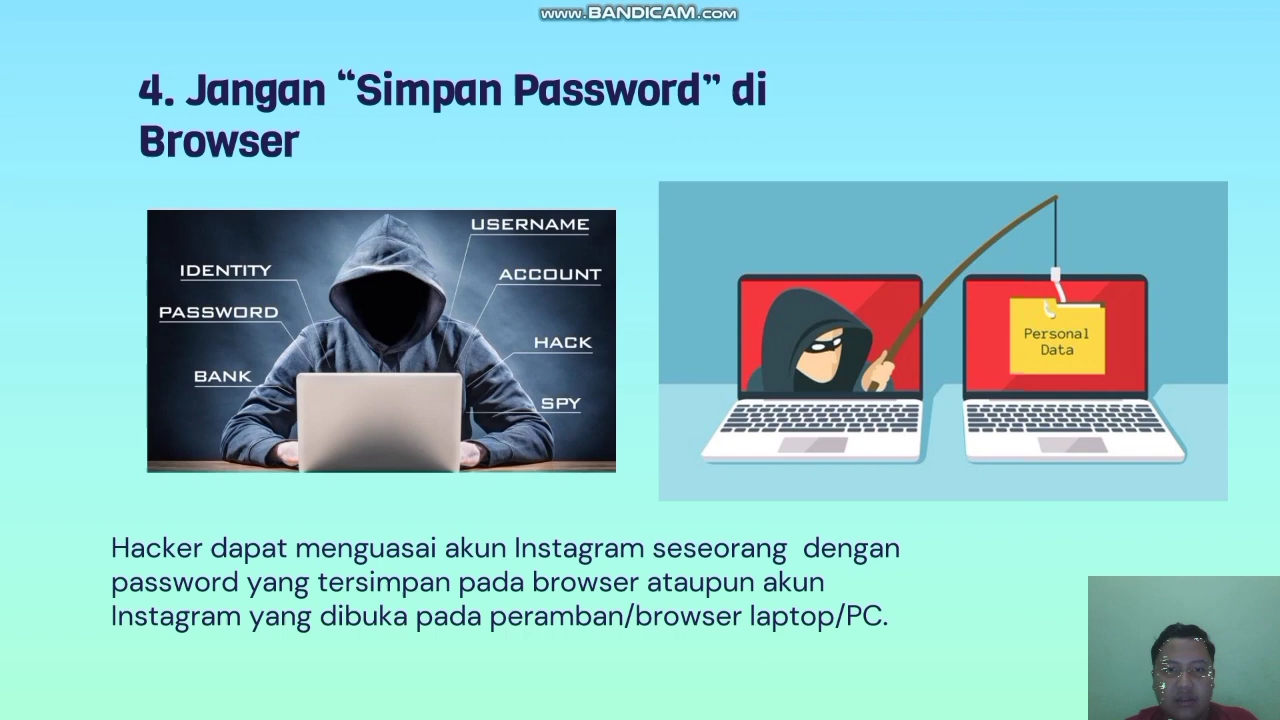 www.BANDICAM.com
4. Jangan “Simpan Password” di
Browser
USERNAME
IDENTITY
ACCOUNT
PASSWORD
HACK
BANK
SPY
Personal
Data
Hacker dapat menguasai akun Instagram seseorang  dengan
password yang tersimpan pada browser ataupun akun
Instagram yang dibuka pada peramban/browser laptop/PC.